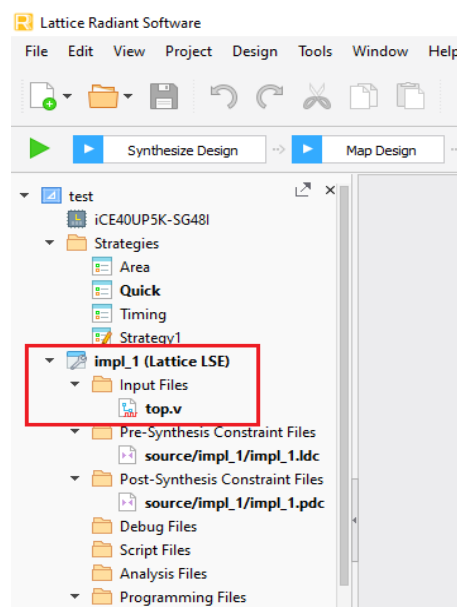 Lattice Radiant Software
File Edit View Project Design Tools Window Help
Synthesize Design Map Design
test
iCE40UP5K-SG48I
Strategies
Area
Quick
Timing
Strategy1
impl_1 (Lattice LSE)
Input Files
top.v
Pre-Synthesis Constraint Files
source/impl_1/impl_1.ldc
Post-Synthesis Constraint Files
source/impl_1/impl_1.pdc
Debug Files
Script Files
Analysis Files
Programming Files